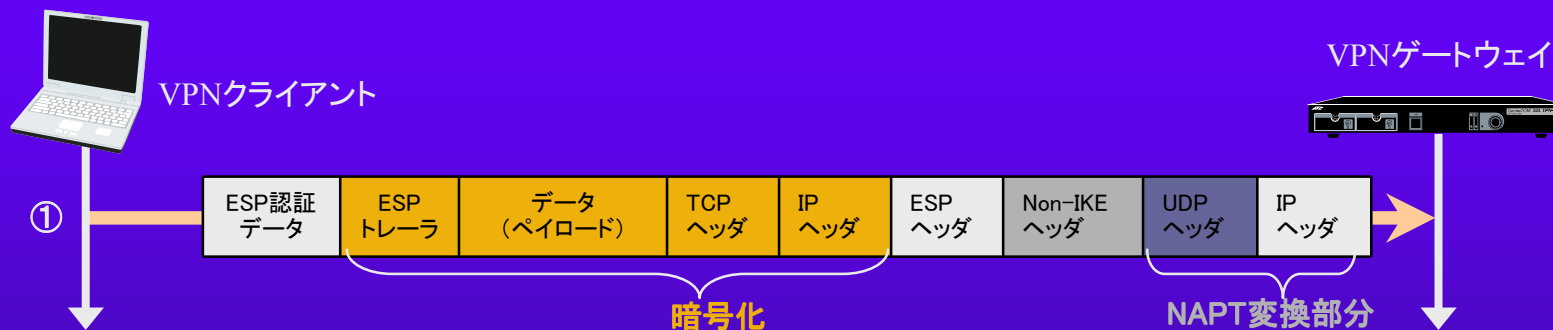 VPNクライアント
VPNゲートウェイ
①
ESP認証
データ
ESP
トレーラ
データ
（ペイロード）
TCP
ヘッダ
IP
ヘッダ
ESP
ヘッダ
Non-IKE
ヘッダ
UDP
ヘッダ
IP
ヘッダ
暗号化
NAPT変換部分